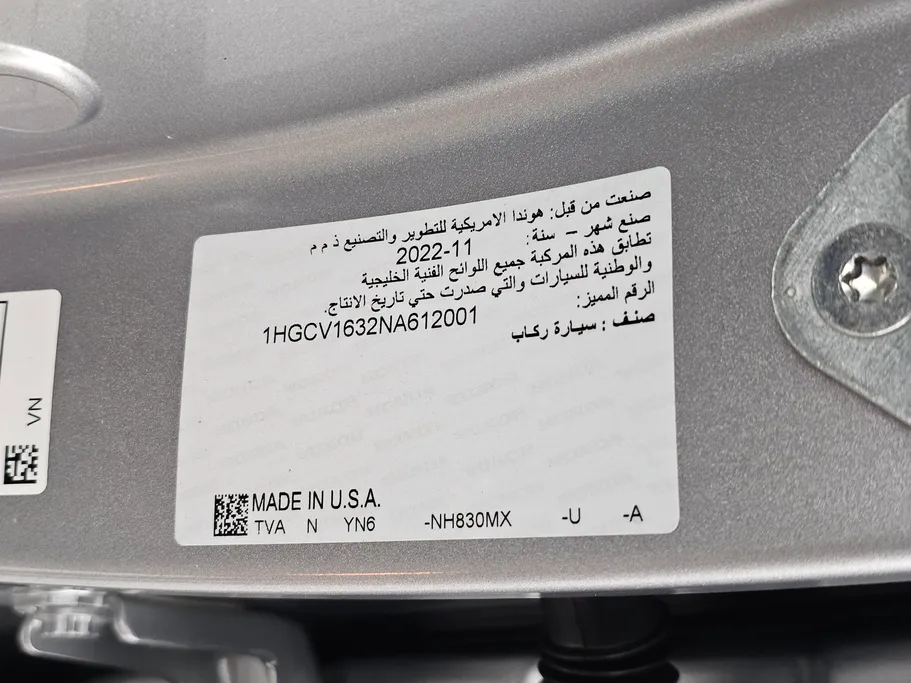 صنعت من قبل: هوندا الامريكية للتطوير والتصنيع ذ م م
صنع شهر – سنة: 2022-11
تطابق هذه المركبة جميع اللوائح الفنية الخليجية
والوطنية للسيارات والتي صدرت حتي تاريخ الانتاج.
الرقم المميز: 1HGCV1632NA612001
صنف : سيارة ركاب
MADE IN U.S.A.
TVA N YN6 -NH830MX -U -A
VN